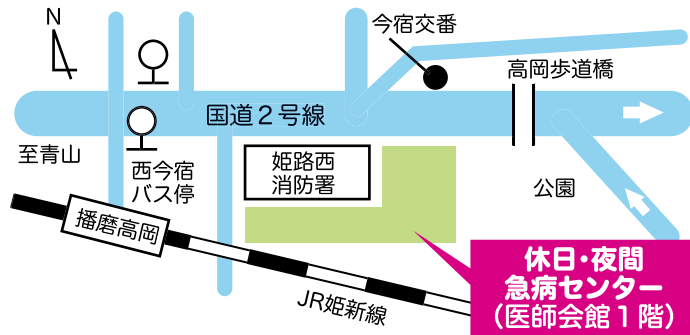 N
今宿交番
高岡歩道橋
国道2号線
至青山
西今宿
バス停
姫路西
消防署
公園
播磨高岡
JR姫新線
休日・夜間
急病センター
（医師会館１階）